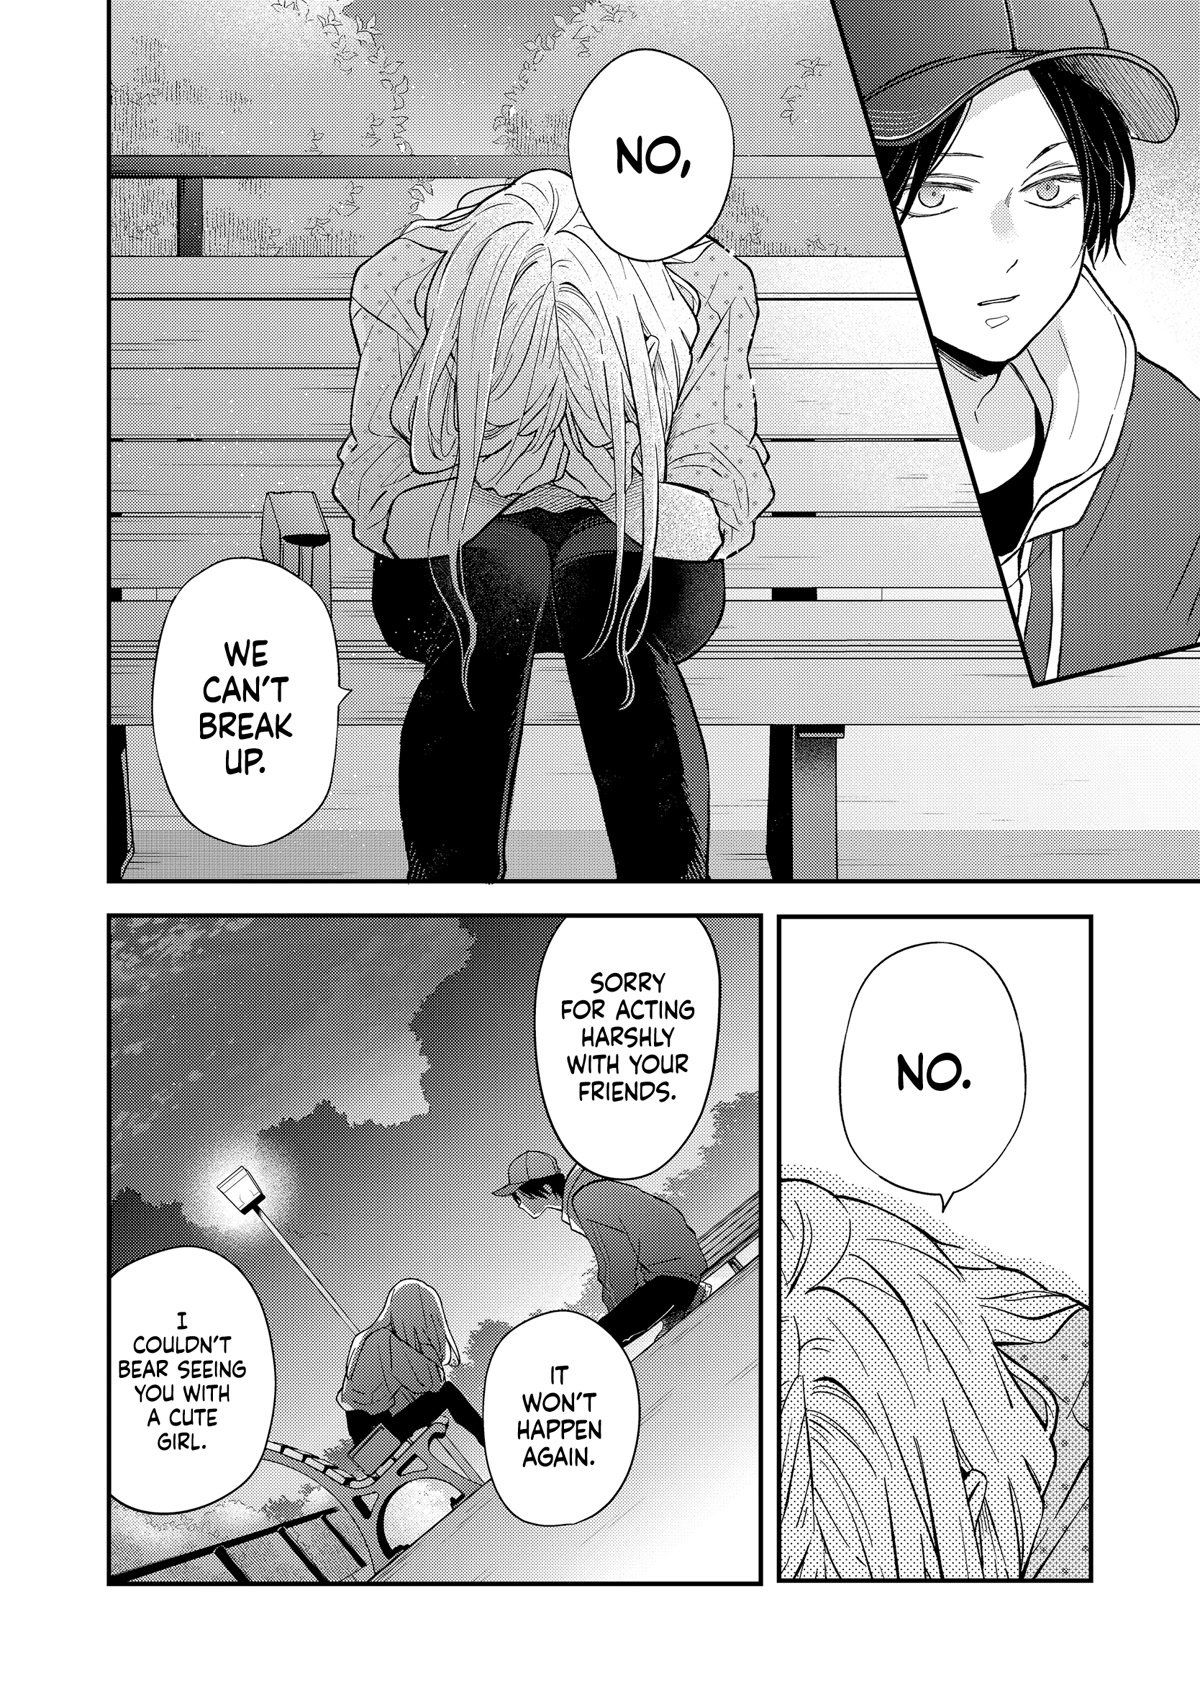 NO,
WE
CAN'T
BREAK
UP.
NO.
SORRY
FOR ACTING
HARSHLY
WITH YOUR
FRIENDS.
IT
WON'T
HAPPEN
AGAIN.
I
COULDN'T
BEAR SEEING
YOU WITH
A CUTE
GIRL.